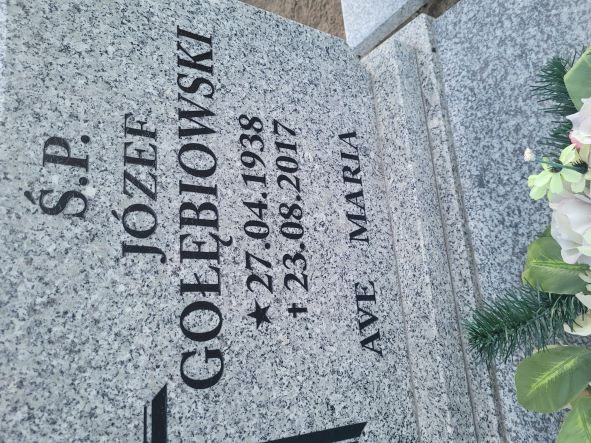 Ś.P.
JÓZEF
GOŁĘBIOWSKI
★ 27.04.1938
✝ 23.08.2017
AVE MARIA